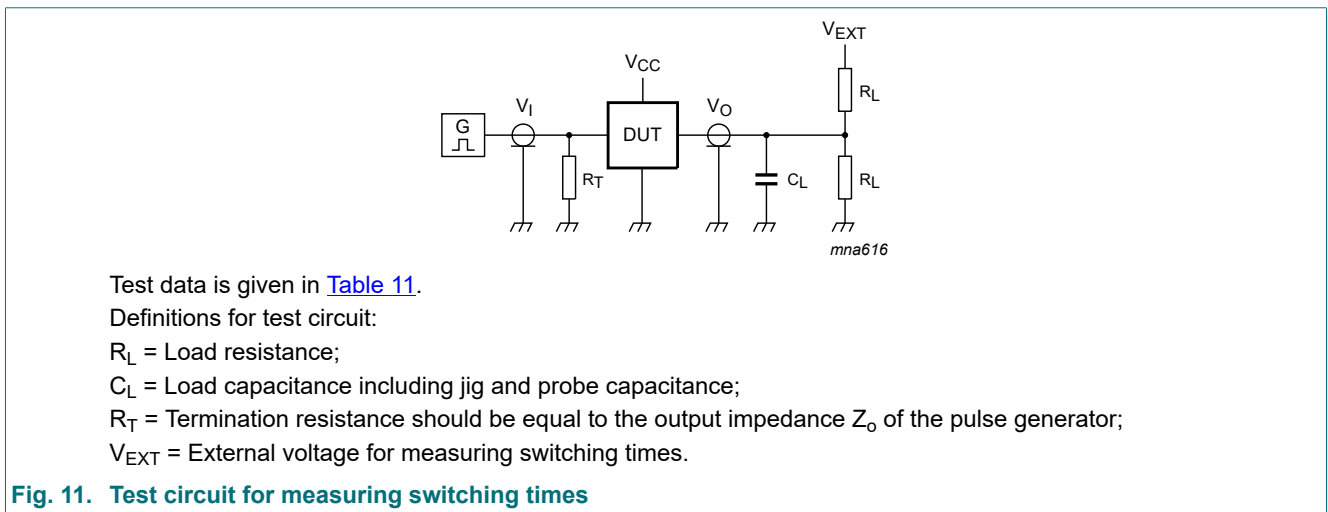 VEXT
VCC
RL
VI
VO
G
DUT
RT
CL
RL
mna616
Test data is given in Table 11.
Definitions for test circuit:
RL = Load resistance;
CL = Load capacitance including jig and probe capacitance;
RT = Termination resistance should be equal to the output impedance Zo of the pulse generator;
VEXT = External voltage for measuring switching times.
Fig. 11. Test circuit for measuring switching times